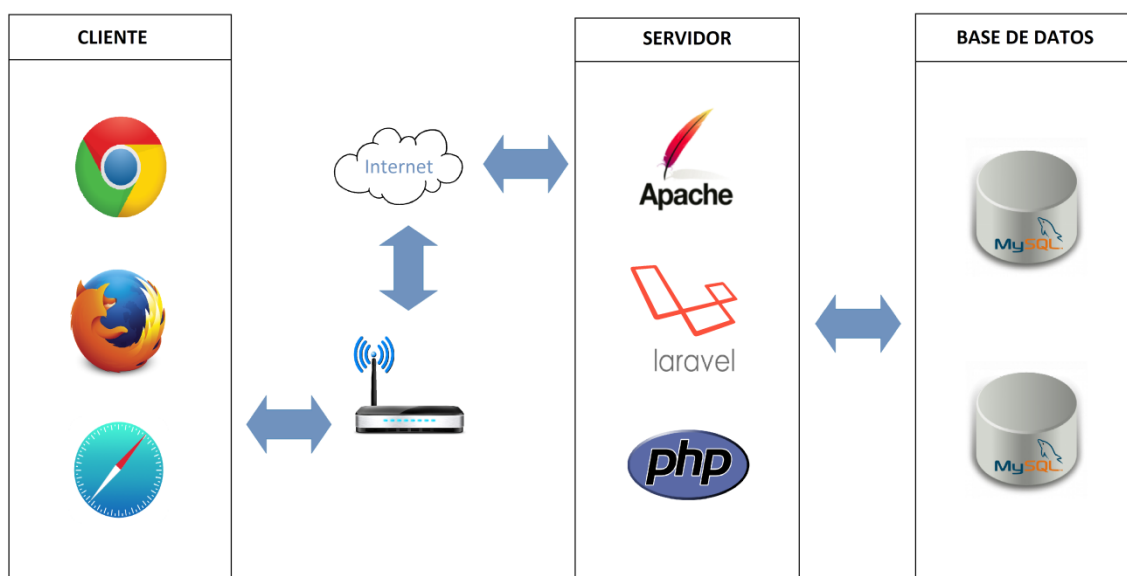 CLIENTE
SERVIDOR
BASE DE DATOS
Internet
Apache
laravel
php
MySQL
MySQL